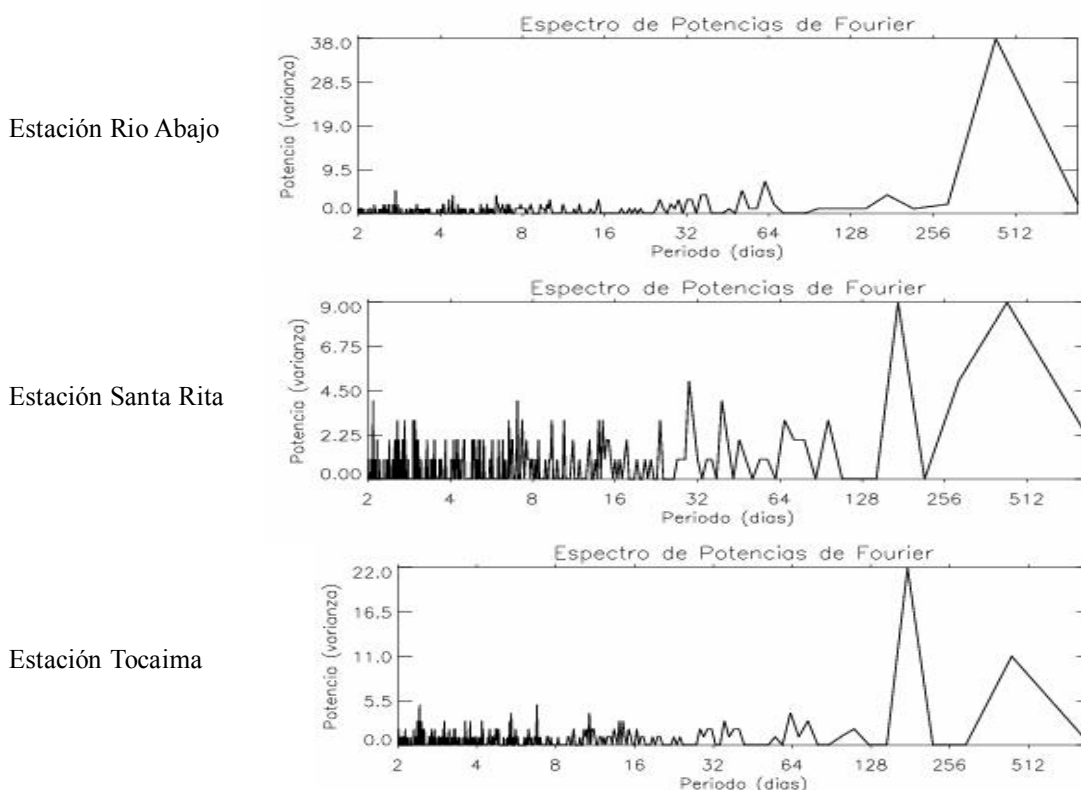 Espectro de Potencias de Fourier
Estación Rio Abajo
Potencia (varianza)
38.0
28.5
19.0
9.5
0.0
2 4 8 16 32 64 128 256 512
Periodo (dias)
Espectro de Potencias de Fourier
Estación Santa Rita
Potencia (varianza)
9.00
6.75
4.50
2.25
0.00
2 4 8 16 32 64 128 256 512
Periodo (dias)
Espectro de Potencias de Fourier
Estación Tocaima
Potencia (varianza)
22.0
16.5
11.0
5.5
0.0
2 4 8 16 32 64 128 256 512
Periodo (dias)